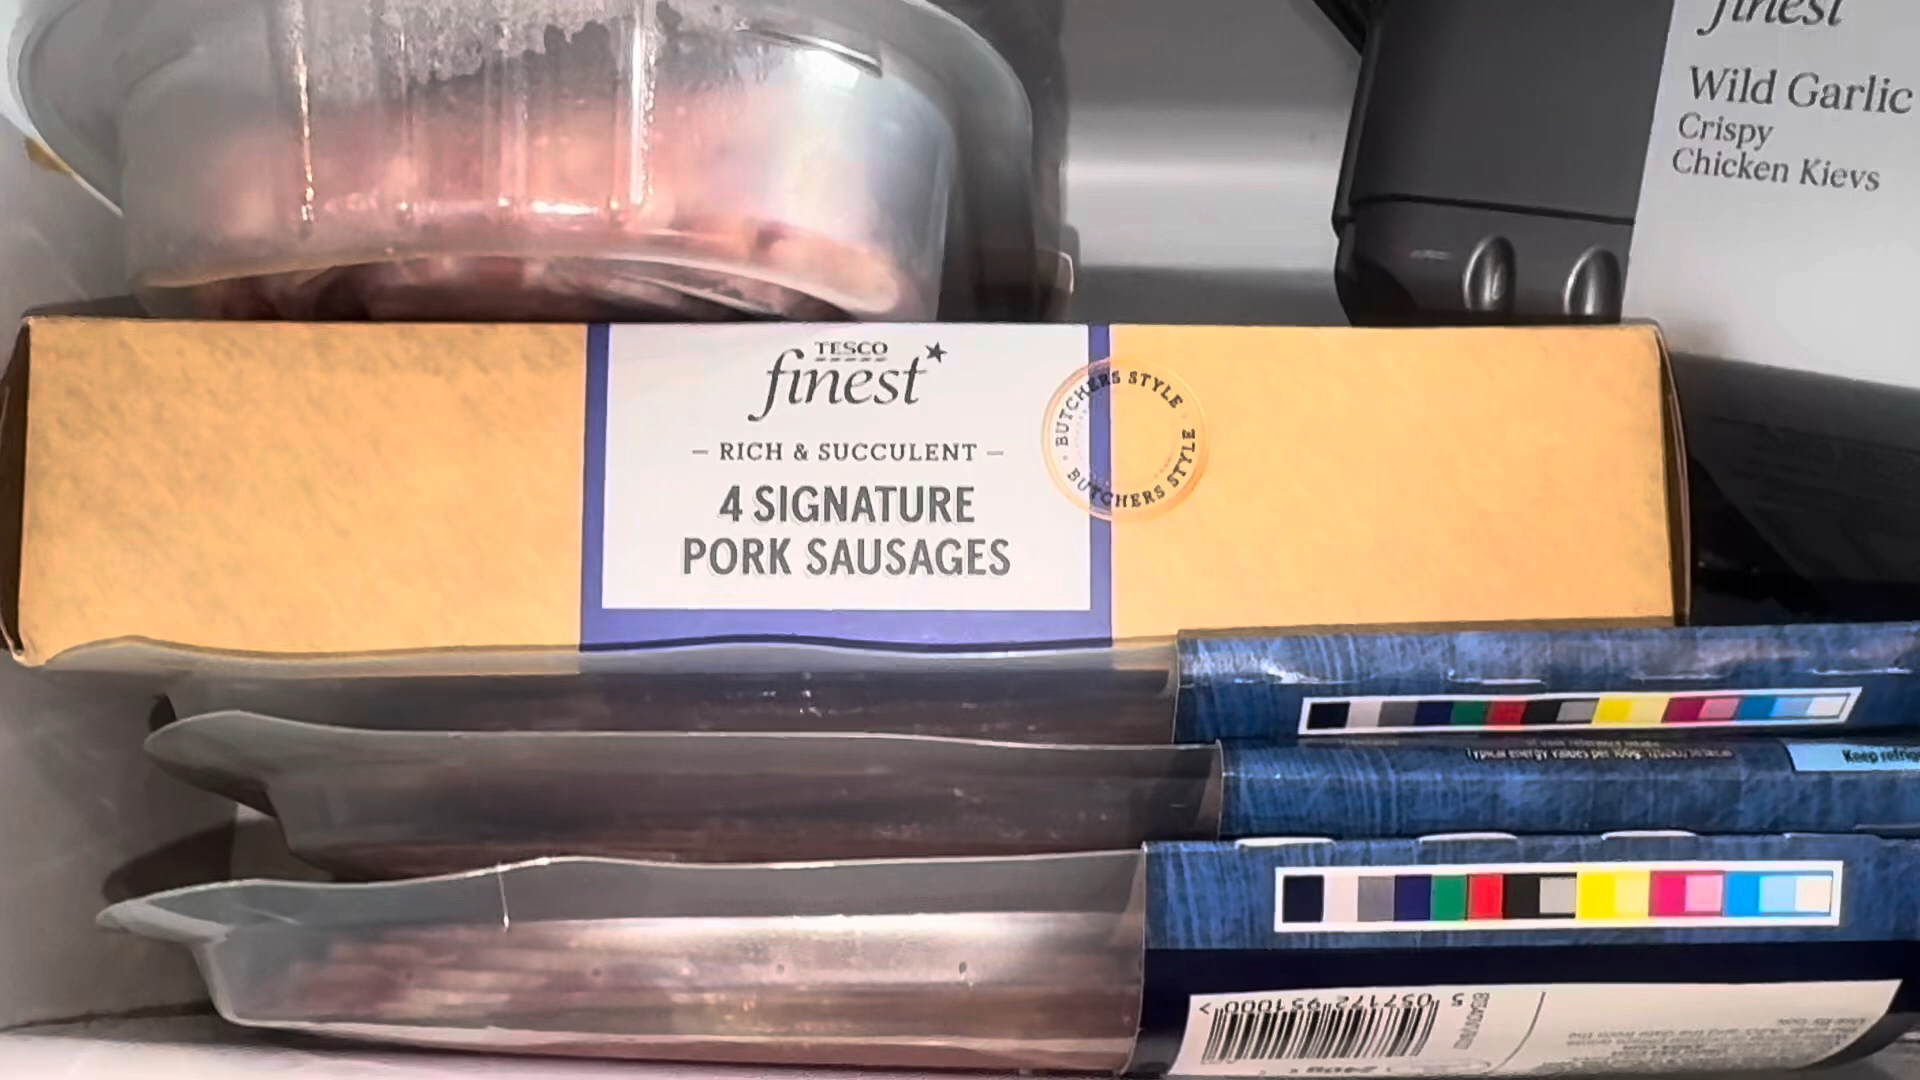 finest
Wild Garlic
Crispy
Chicken Kievs
TESCO
finest
– RICH & SUCCULENT –
4 SIGNATURE
PORK SAUSAGES
BUTCHERS STYLE · BUTCHERS STYLE ·
Typical energy values per 100g:
Keep refrig
5 057172 951000 >